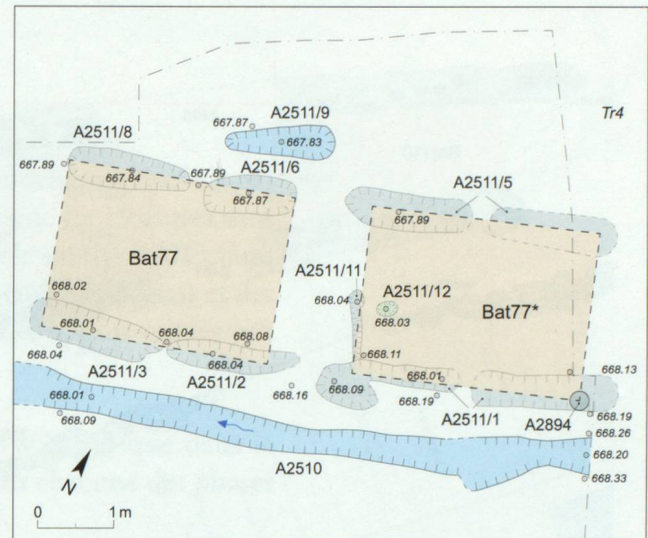 Tr4
667.87
A2511/9
A2511/8
667.83
667.89
667.84
667.89
A2511/6
667.87
A2511/5
667.89
Bat77
A2511/11
668.02
668.04
A2511/12
668.03
Bat77*
668.01
668.04
668.08
668.04
668.04
668.11
668.01
668.13
A2511/3
A2511/2
668.16
668.09
668.19
A2511/1
A2894
668.19
668.01
668.09
668.26
668.20
A2510
668.33
N
0
1 m